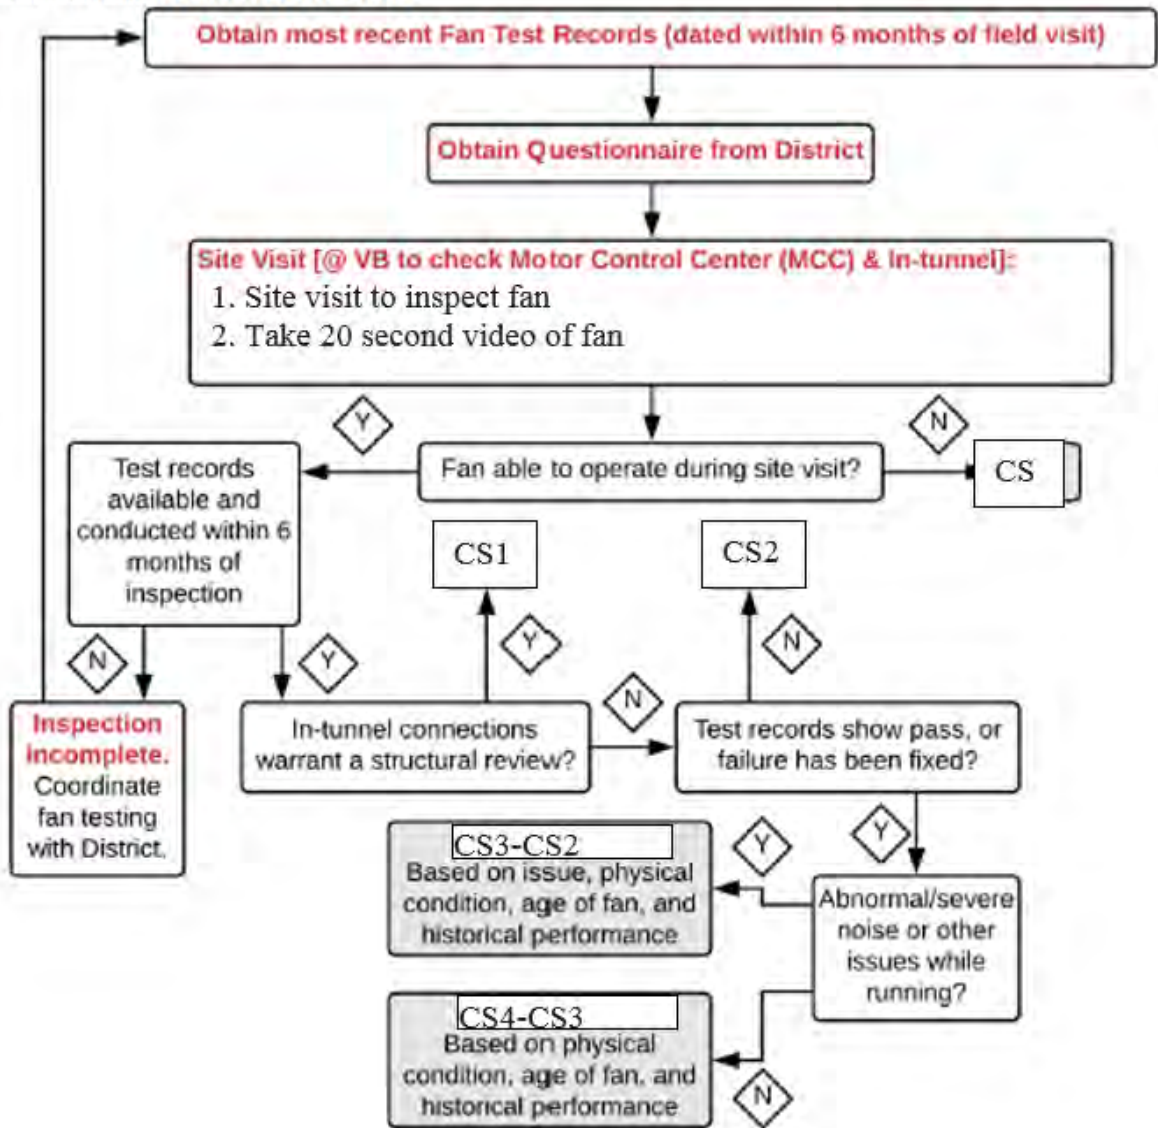 Obtain most recent Fan Test Records (dated within 6 months of field visit)
Obtain Questionnaire from District
Site Visit [@ VB to check Motor Control Center (MCC) & In-tunnel]:
1. Site visit to inspect fan
2. Take 20 second video of fan
Y
N
Fan able to operate during site visit?
CS
Test records
available and
conducted within 6
months of
inspection
CS1
CS2
N
Y
Y
N
N
Inspection
incomplete.
Coordinate
fan testing
with District.
In-tunnel connections
warrant a structural review?
Test records show pass, or
failure has been fixed?
Y
Y
CS3-CS2
Based on issue, physical
condition, age of fan, and
historical performance
Abnormal/severe
noise or other
issues while
running?
CS4-CS3
Based on physical
condition, age of fan, and
historical performance
N